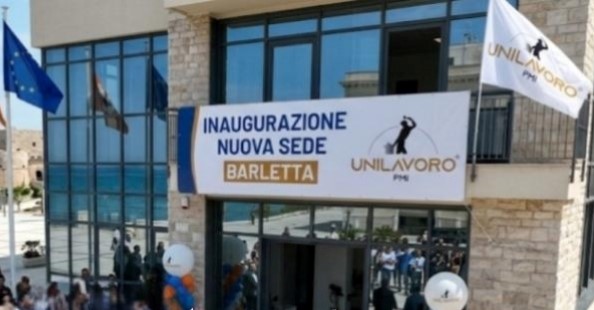 UNILAVORO
PMI
INAUGURAZIONE
NUOVA SEDE
BARLETTA
UNILAVORO
PMI